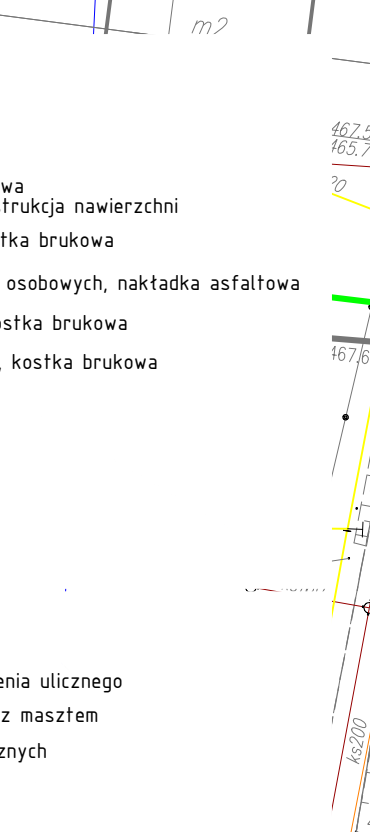 m2
467.5
465.7
wa
trukcja nawierzchni
tka brukowa
osobowych, nakładka asfaltowa
ostka brukowa
, kostka brukowa
467.6
enia ulicznego
z masztem
znych
ks200